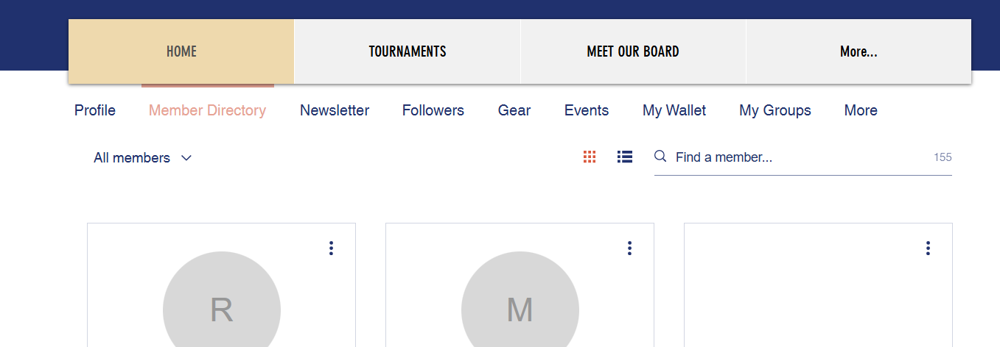 HOME TOURNAMENTS MEET OUR BOARD More...
Profile Member Directory Newsletter Followers Gear Events My Wallet My Groups More
All members Find a member... 155
R M